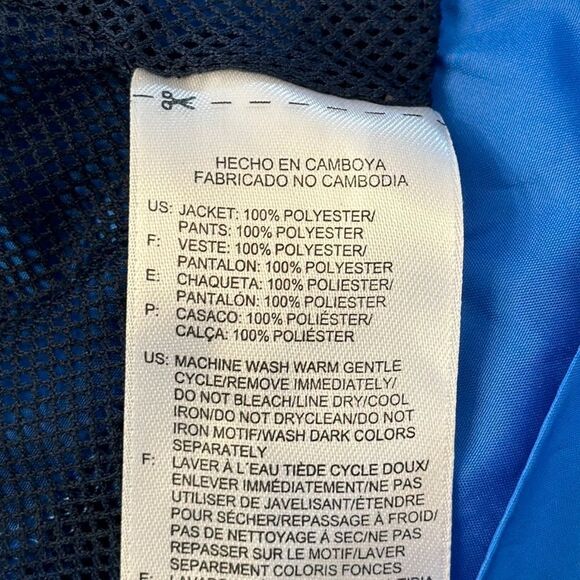 HECHO EN CAMBOYA
FABRICADO NO CAMBODIA
US: JACKET: 100% POLYESTER/
PANTS: 100% POLYESTER
F: VESTE: 100% POLYESTER/
PANTALON: 100% POLYESTER
E: CHAQUETA: 100% POLIESTER/
PANTALÓN: 100% POLIESTER
P: CASACO: 100% POLIÉSTER/
CALÇA: 100% POLIÉSTER
US: MACHINE WASH WARM GENTLE
CYCLE/REMOVE IMMEDIATELY/
DO NOT BLEACH/LINE DRY/COOL
IRON/DO NOT DRYCLEAN/DO NOT
IRON MOTIF/WASH DARK COLORS
SEPARATELY
F: LAVER À L'EAU TIÈDE CYCLE DOUX/
ENLEVER IMMÉDIATEMENT/NE PAS
UTILISER DE JAVELISANT/ÉTENDRE
POUR SÉCHER/REPASSAGE À FROID/
PAS DE NETTOYAGE À SEC/NE PAS
REPASSER SUR LE MOTIF/LAVER
SEPARÉMENT COLORIS FONCES